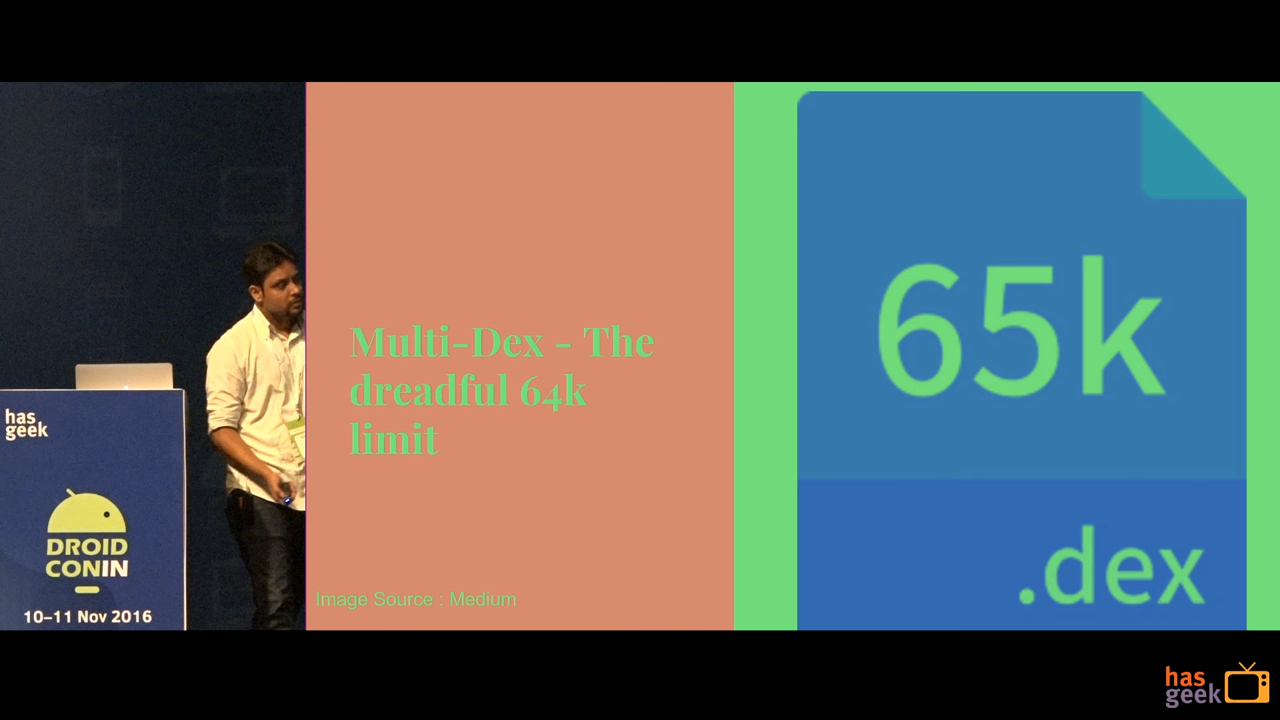 has
geek
DROID
CONIN
10–11 Nov 2016
Multi-Dex - The
dreadful 64k
limit
Image Source : Medium
65k
.dex
has
geek